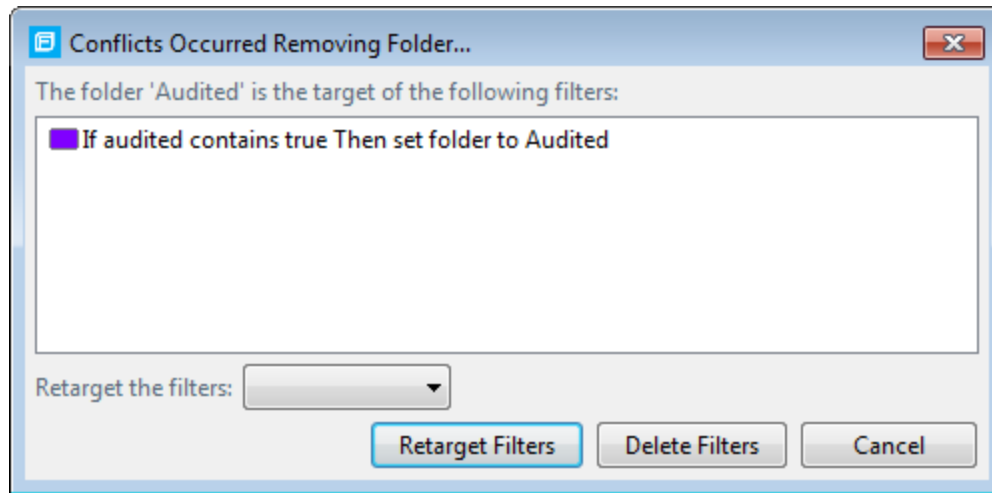 Conflicts Occurred Removing Folder...
The folder 'Audited' is the target of the following filters:
If audited contains true Then set folder to Audited
Retarget the filters:
Retarget Filters Delete Filters Cancel